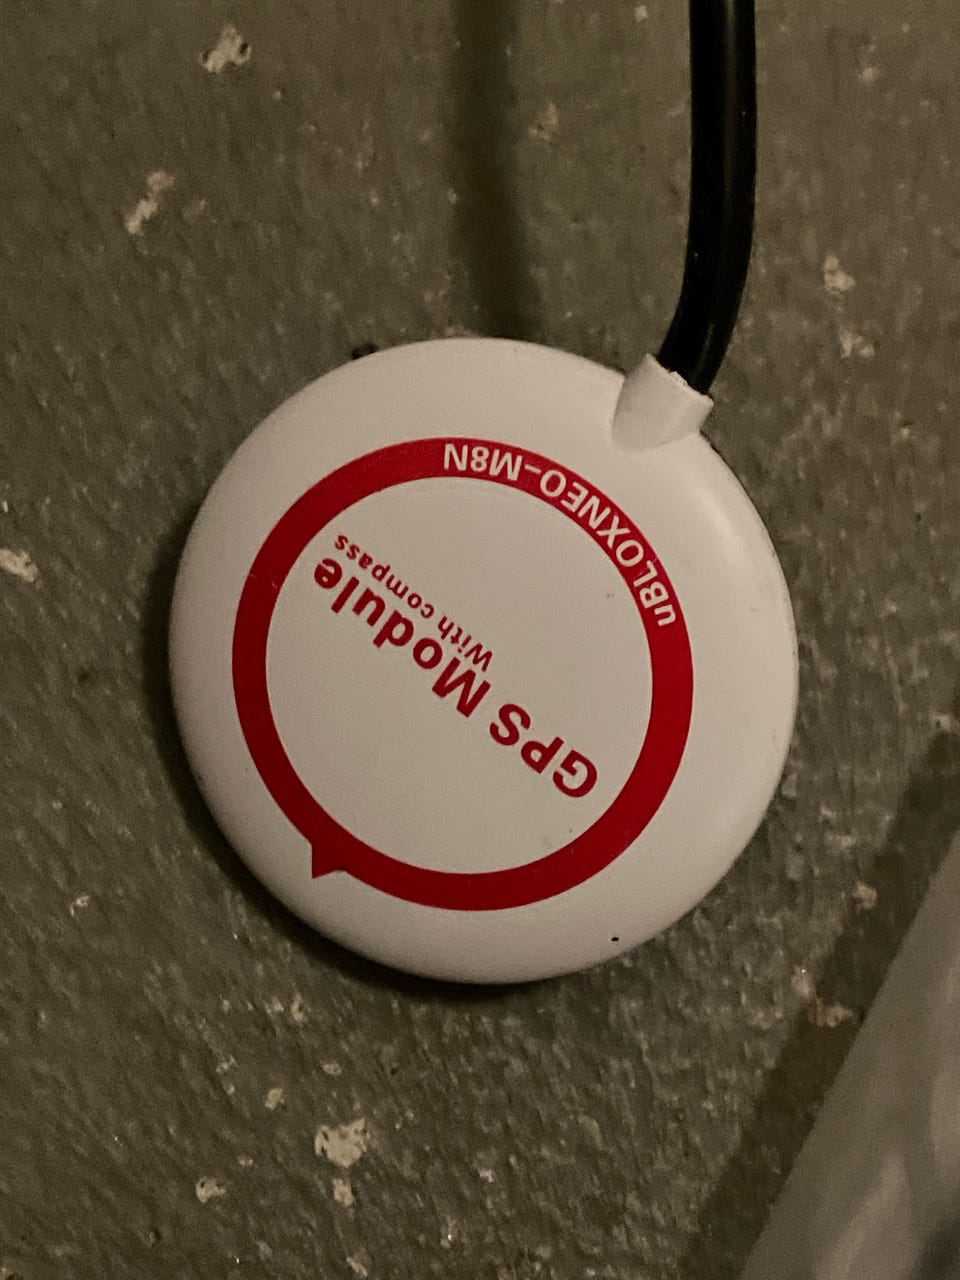 GPS Module
With compass
uBLOXNEO-M8N